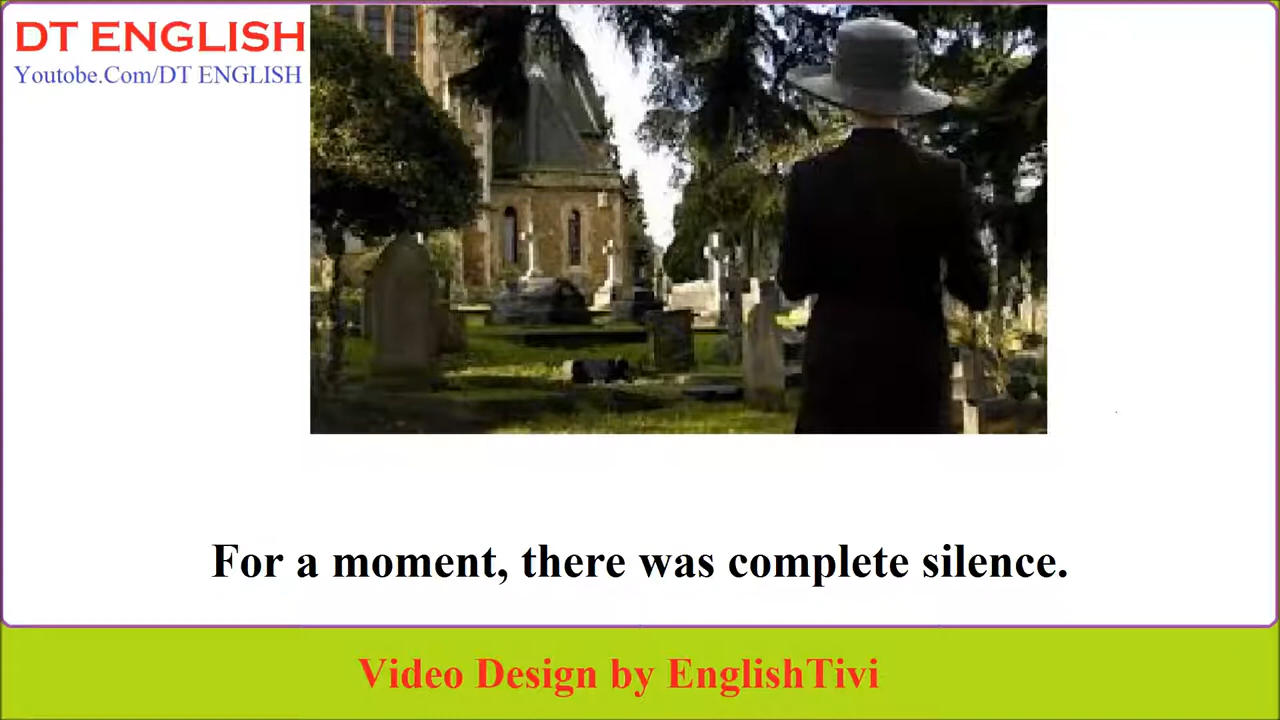 DT ENGLISH
Youtobe.Com/DT ENGLISH
For a moment, there was complete silence.
Video Design by EnglishTivi